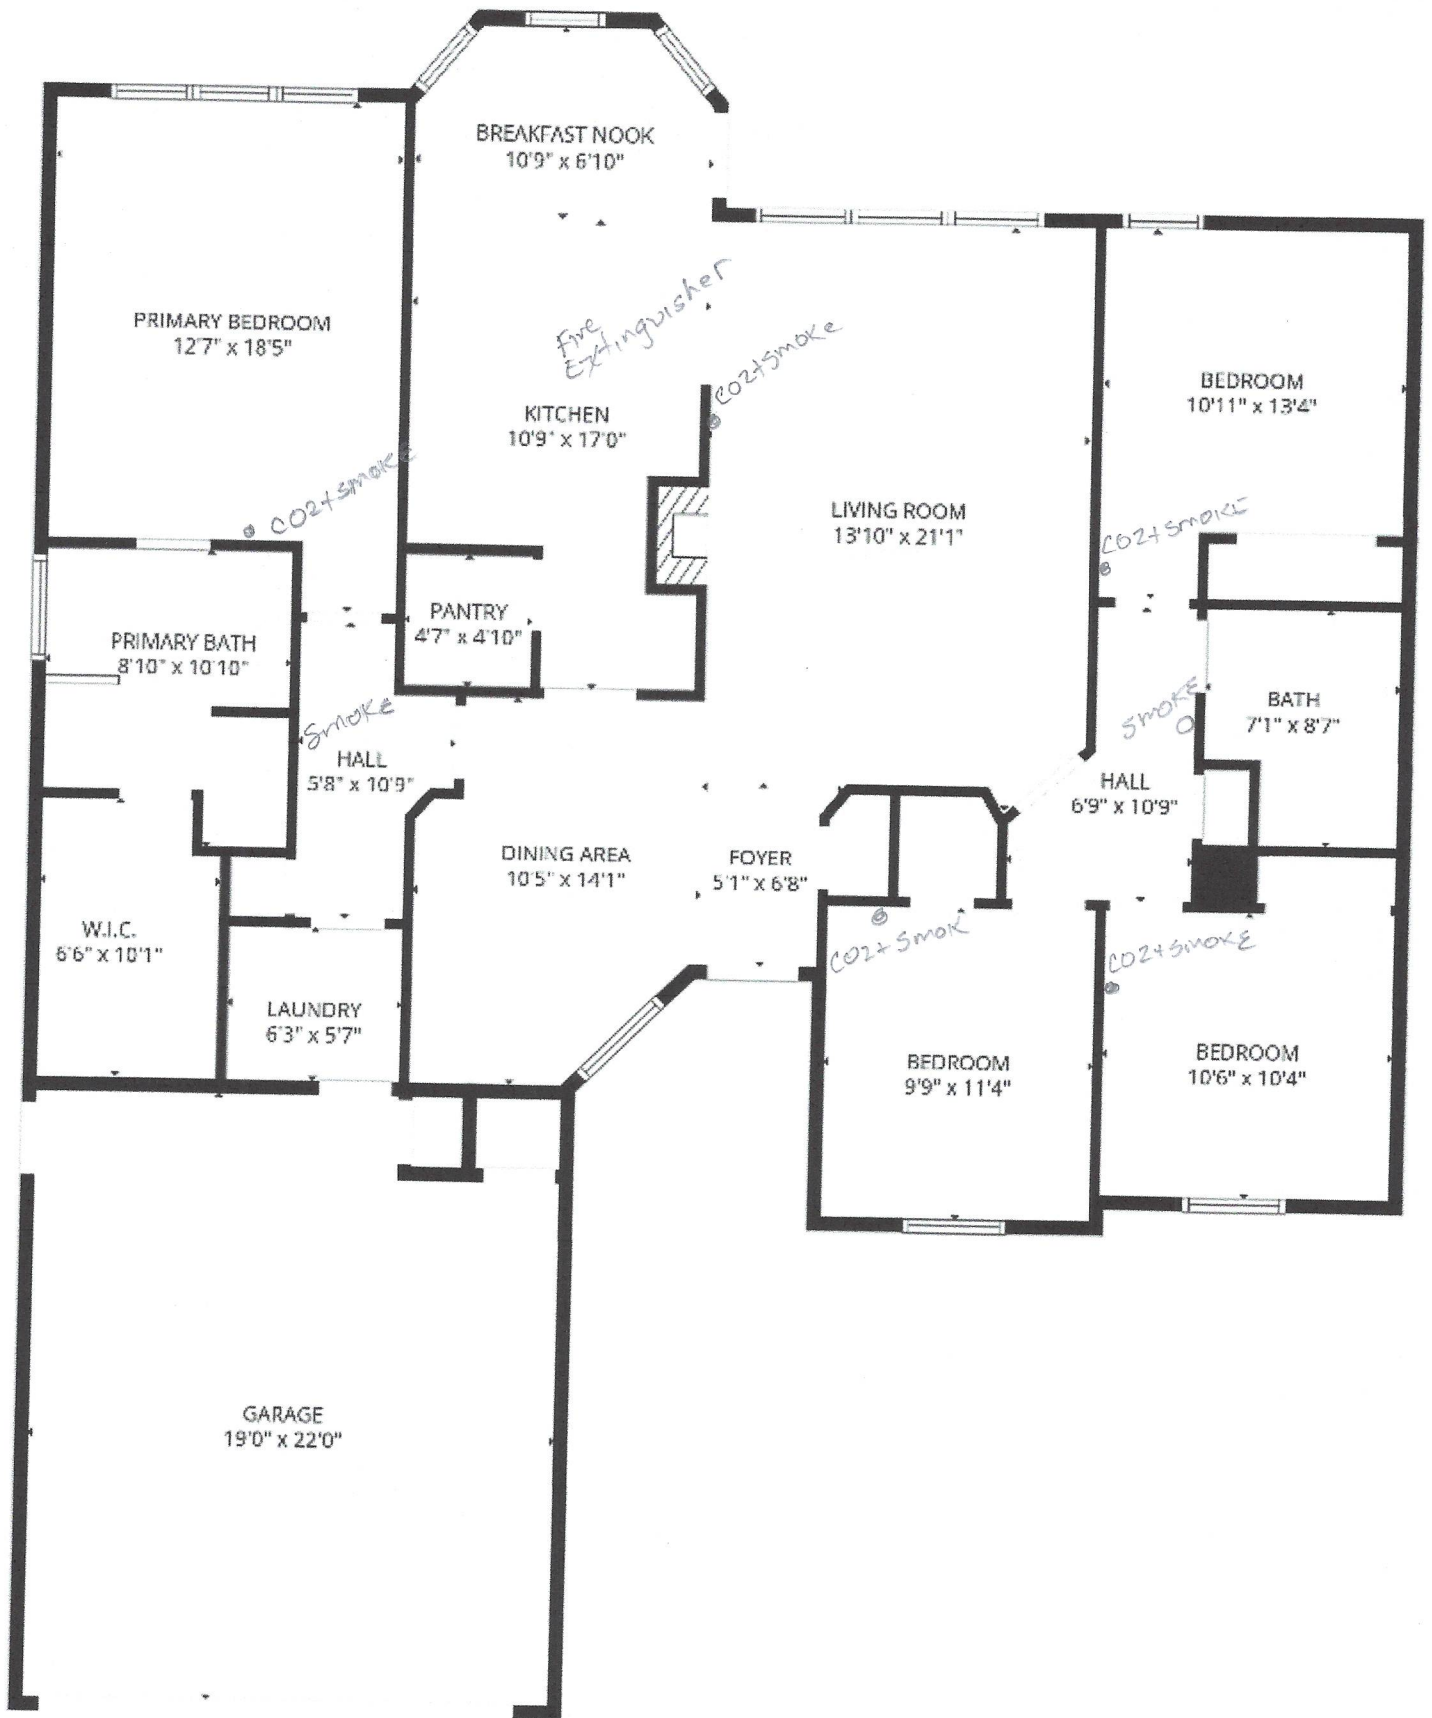 BREAKFAST NOOK
10'9" x 6'10"
PRIMARY BEDROOM
12'7" x 18'5"
Fire
Extinguisher
CO2+smoke
KITCHEN
10'9" x 17'0"
BEDROOM
10'11" x 13'4"
CO2+smoke
LIVING ROOM
13'10" x 21'1"
CO2+smoke
PANTRY
4'7" x 4'10"
PRIMARY BATH
8'10" x 10'10"
SMOKE
HALL
5'8" x 10'9"
SMOKE
BATH
7'1" x 8'7"
HALL
6'9" x 10'9"
DINING AREA
10'5" x 14'1"
FOYER
5'1" x 6'8"
W.I.C.
6'6" x 10'1"
CO2+ Smok
CO2+smoke
LAUNDRY
6'3" x 5'7"
BEDROOM
9'9" x 11'4"
BEDROOM
10'6" x 10'4"
GARAGE
19'0" x 22'0"